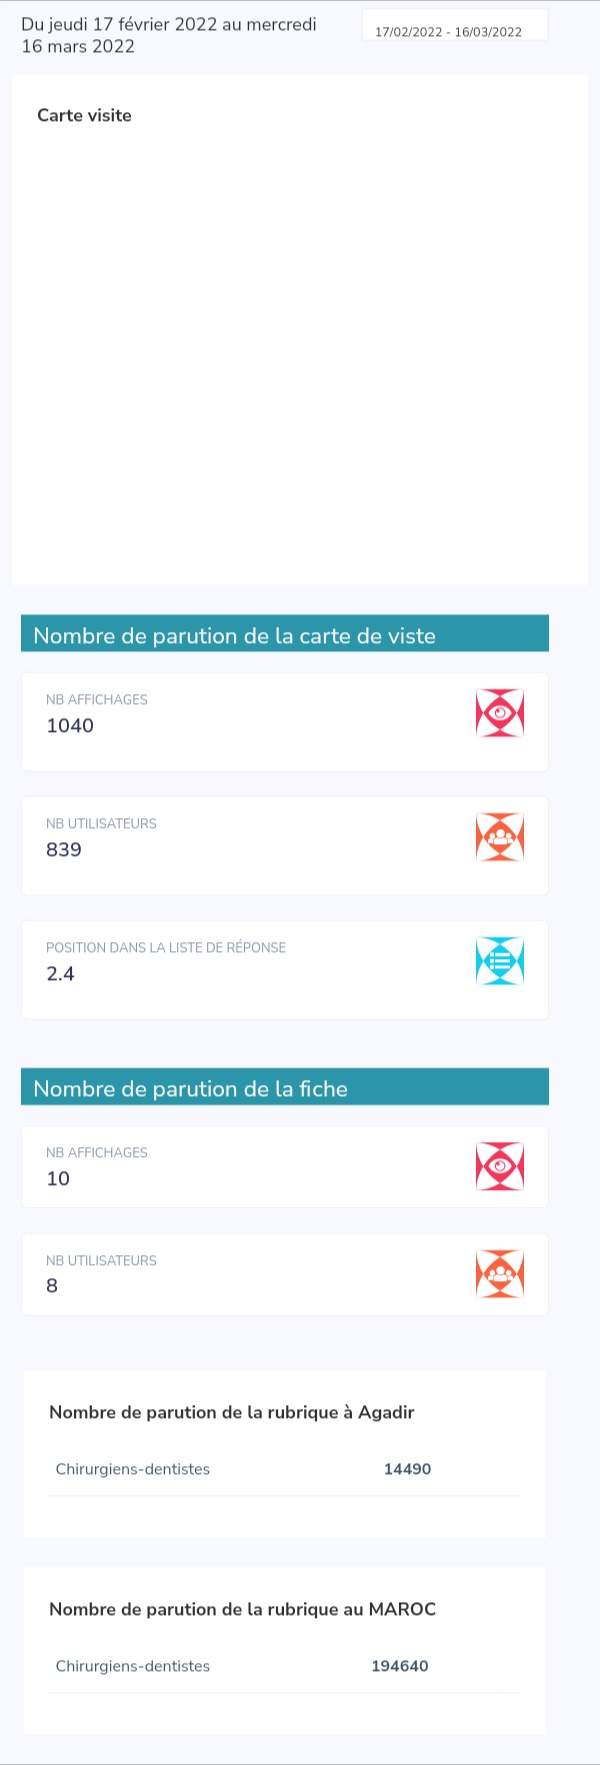 Du jeudi 17 février 2022 au mercredi
16 mars 2022
17/02/2022 - 16/03/2022
Carte visite
Nombre de parution de la carte de viste
NB AFFICHAGES
1040
NB UTILISATEURS
839
POSITION DANS LA LISTE DE RÉPONSE
2.4
Nombre de parution de la fiche
NB AFFICHAGES
10
NB UTILISATEURS
8
Nombre de parution de la rubrique à Agadir
Chirurgiens-dentistes 14490
Nombre de parution de la rubrique au MAROC
Chirurgiens-dentistes 194640